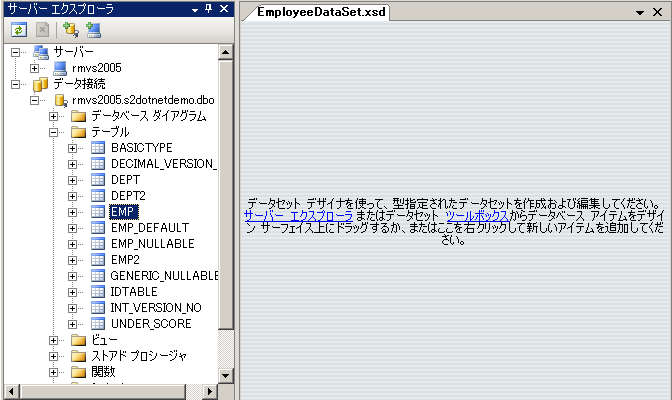 サーバー エクスプローラ
サーバー
rmvs2005
データ接続
rmvs2005.s2dotnetdemo.dbo
データベース ダイアグラム
テーブル
BASICTYPE
DECIMAL_VERSION_
DEPT
DEPT2
EMP
EMP_DEFAULT
EMP_NULLABLE
EMP2
GENERIC_NULLABLE
IDTABLE
INT_VERSION_NO
UNDER_SCORE
ビュー
ストアド プロシージャ
関数
EmployeeDataSet.xsd
データセット デザイナを使って、型指定されたデータセットを作成および編集してください。
サーバー エクスプローラ またはデータセット ツールボックスからデータベース アイテムをデザイ
ン サーフェイス上にドラッグするか、またはここを右クリックして新しいアイテムを追加してくだ
さい。